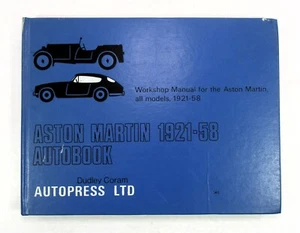 Workshop Manual for the Aston Martin,
all models, 1921-58
ASTON MARTIN 1921-58
AUTOBOOK
Dudley Coram
AUTOPRESS LTD